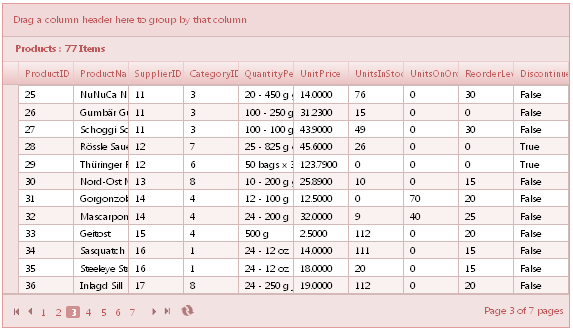 Drag a column header here to group by that column
Products : 77 Items
ProductID ProductNa SupplierID CategoryID QuantityPe UnitPrice UnitsInStoc UnitsOnOr ReorderLev Discontinue
25 NuNuCa N 11 3 20 - 450 g g 14.0000 76 0 30 False
26 Gumbär Gu 11 3 100 - 250 g 31.2300 15 0 0 False
27 Schoggi Sc 11 3 100 - 100 g 43.9000 49 0 30 False
28 Rössle Saue 12 7 25 - 825 g 45.6000 26 0 0 True
29 Thüringer R 12 6 50 bags x 3 123.7900 0 0 0 True
30 Nord-Ost M 13 8 10 - 200 g 25.8900 10 0 15 False
31 Gorgonzol 14 4 12 - 100 g 12.5000 0 70 20 False
32 Mascarpon 14 4 24 - 200 g 32.0000 9 40 25 False
33 Geitost 15 4 500 g 2.5000 112 0 20 False
34 Sasquatch 16 1 24 - 12 oz 14.0000 111 0 15 False
35 Steeleye St 16 1 24 - 12 oz 18.0000 20 0 15 False
36 Inlagd Sill 17 8 24 - 250 g 19.0000 112 0 20 False
1 2 3 4 5 6 7 Page 3 of 7 pages